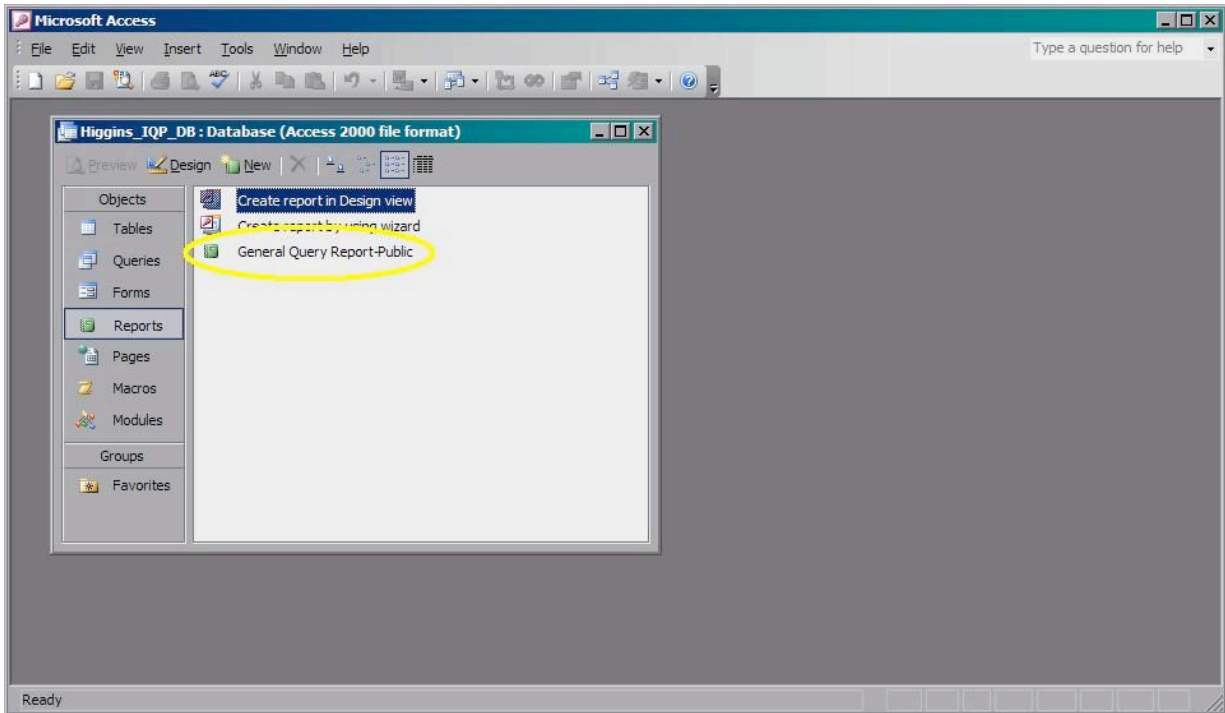 Microsoft Access
File Edit View Insert Tools Window Help
Type a question for help
ABC
Higgins_IQP_DB : Database (Access 2000 file format)
Preview Design New
Objects
Tables
Queries
Forms
Reports
Pages
Macros
Modules
Groups
Favorites
Create report in Design view
Create report by using wizard
General Query Report-Public
Ready